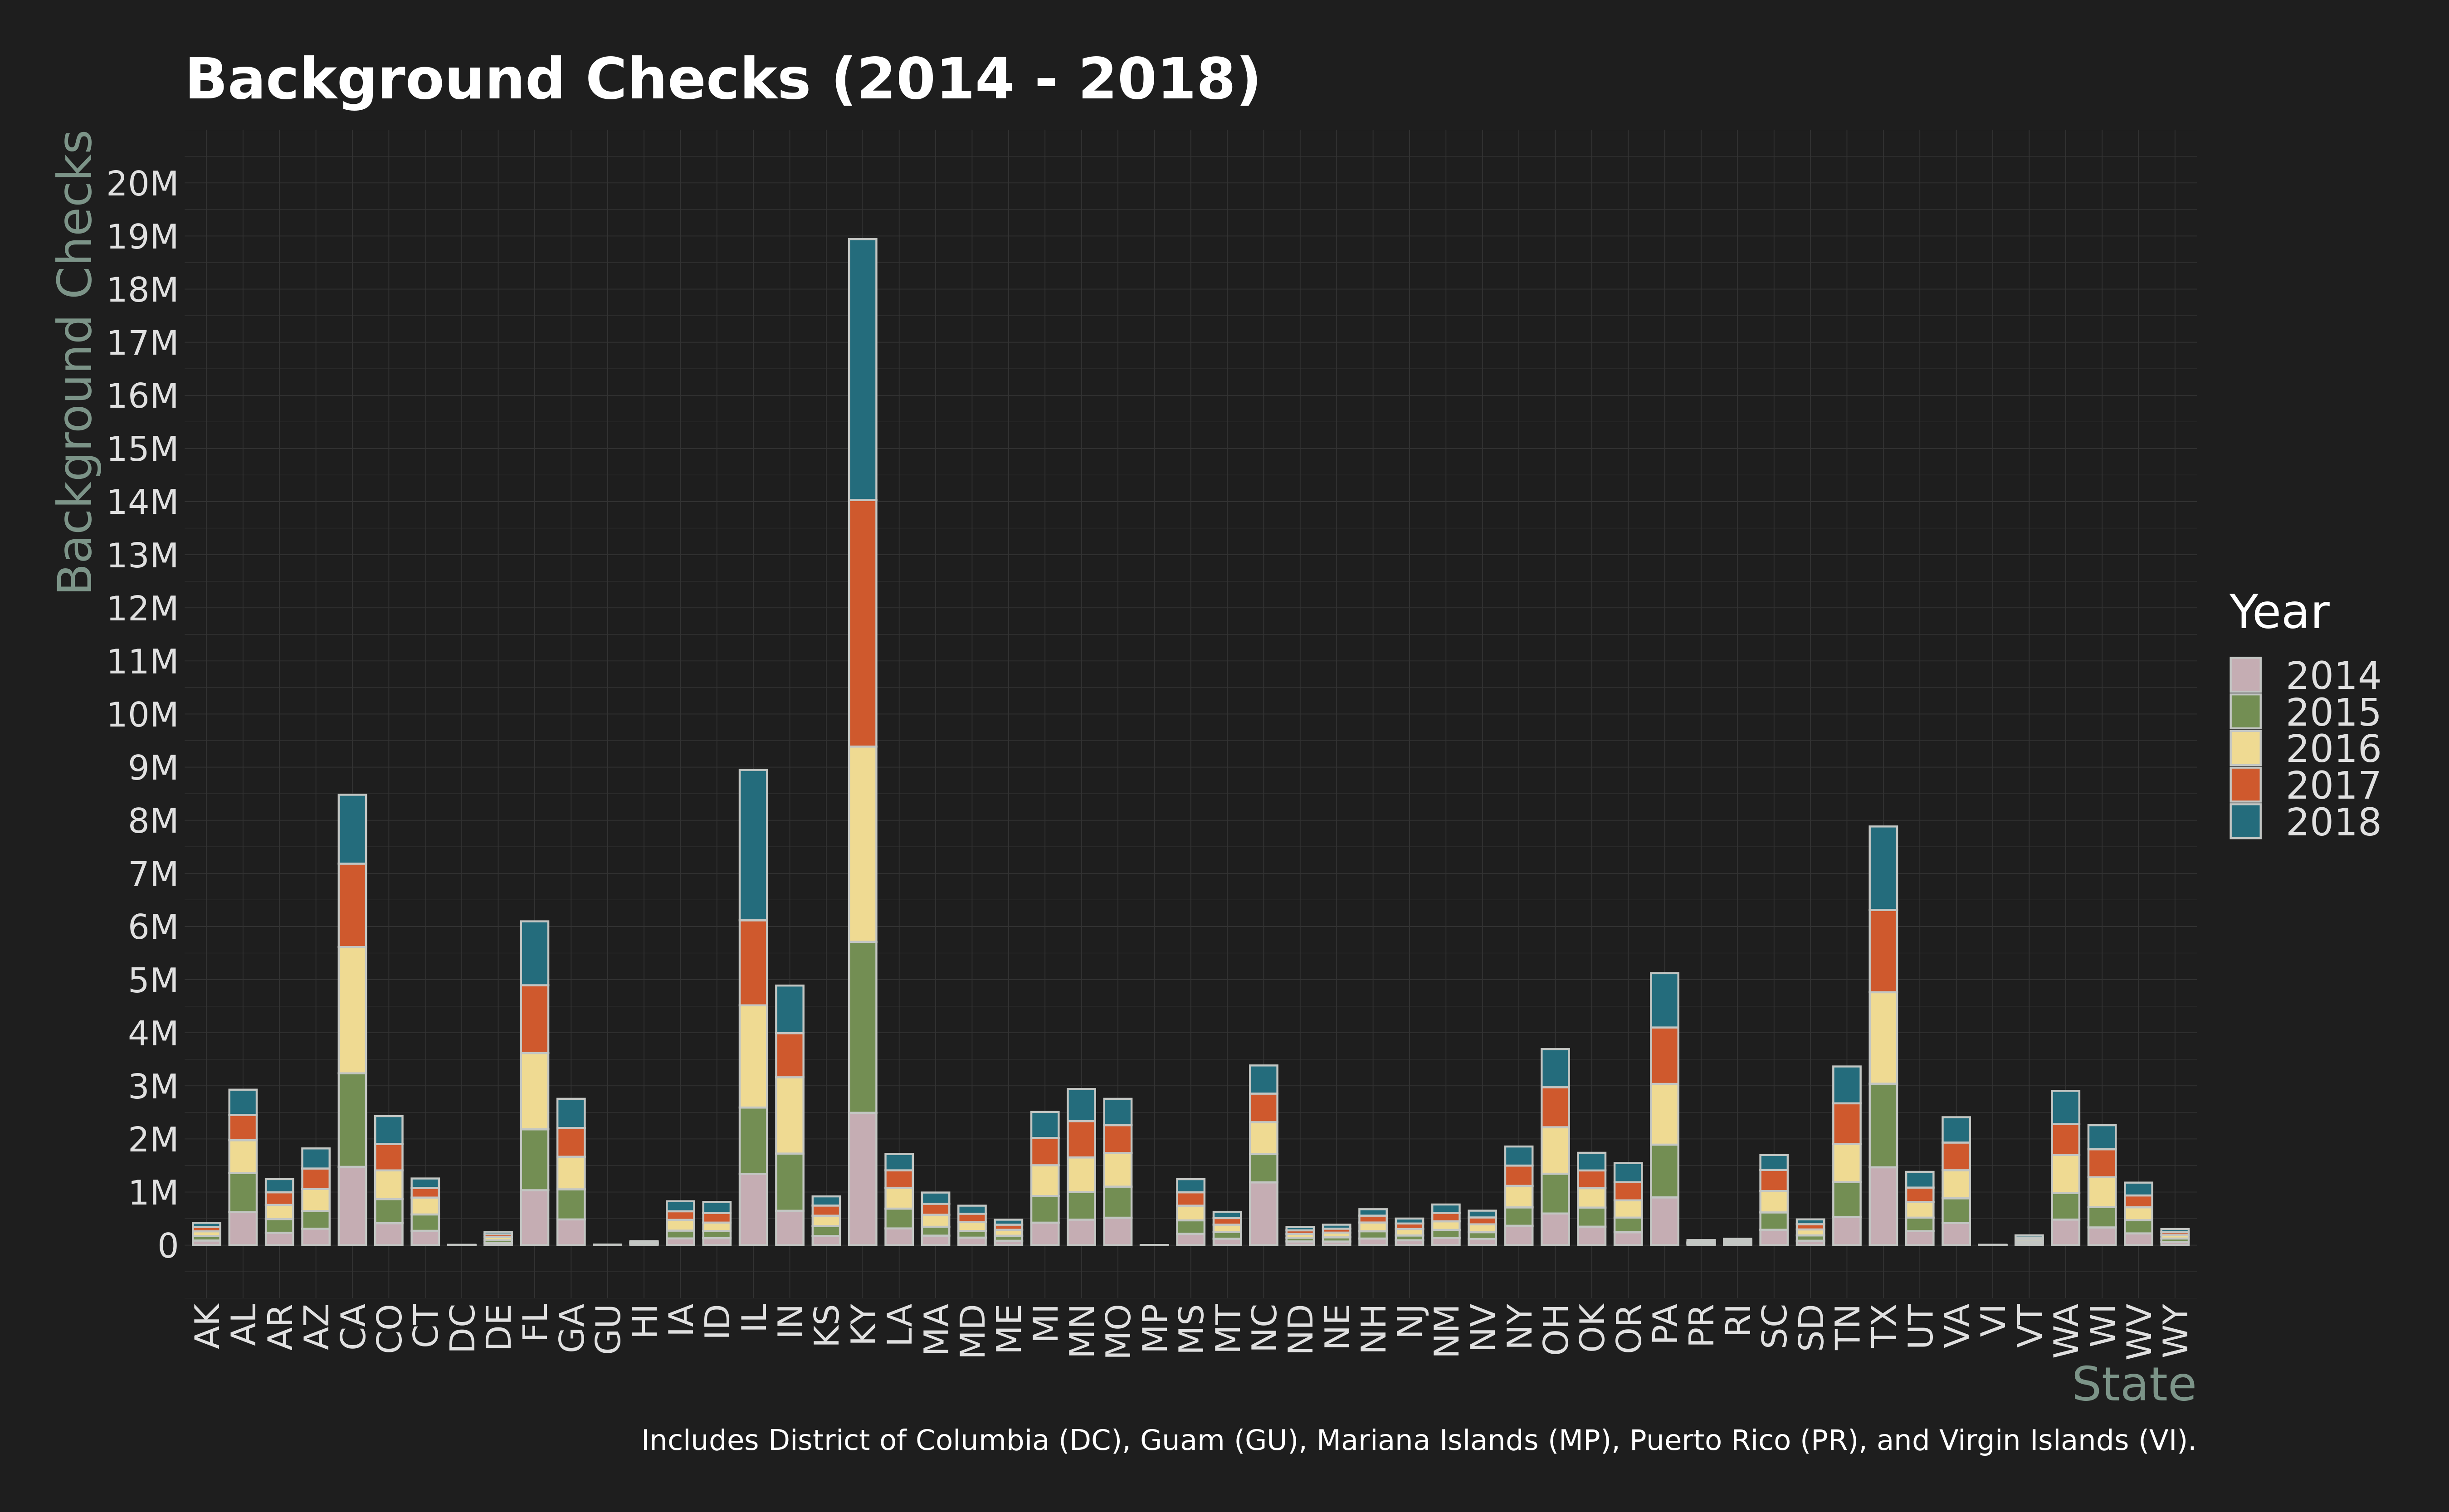 Background Checks (2014 - 2018)
Background Checks
20M
19M
18M
17M
16M
15M
14M
13M
12M
11M
10M
9M
8M
7M
6M
5M
4M
3M
2M
1M
0
Year
2014
2015
2016
2017
2018
AK AL AR AZ CA CO CT DC DE FL GA GU HI IA ID IL IN KS KY LA MA MD ME MI MN MO MP MS MT NC ND NE NH NJ NM NV NY OH OK OR PA PR RI SC SD TN TX UT VA VI VT WA WI WV WY
State
Includes District of Columbia (DC), Guam (GU), Mariana Islands (MP), Puerto Rico (PR), and Virgin Islands (VI).